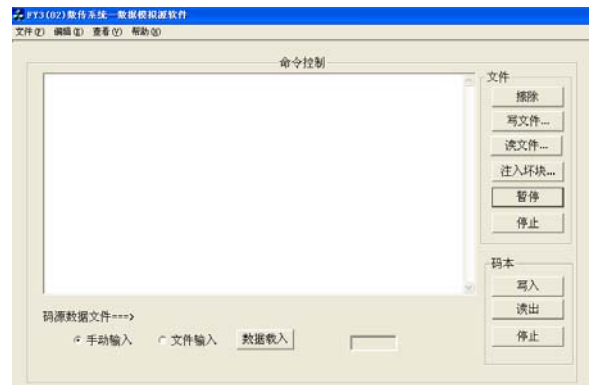 FY3(02)数传系统—数据模拟源软件
文件(F) 编辑(E) 查看(V) 帮助(H)
命令控制
文件
擦除
写文件...
读文件...
注入坏块...
暂停
停止
码本
写入
读出
停止
码源数据文件===>
手动输入 文件输入 数据载入